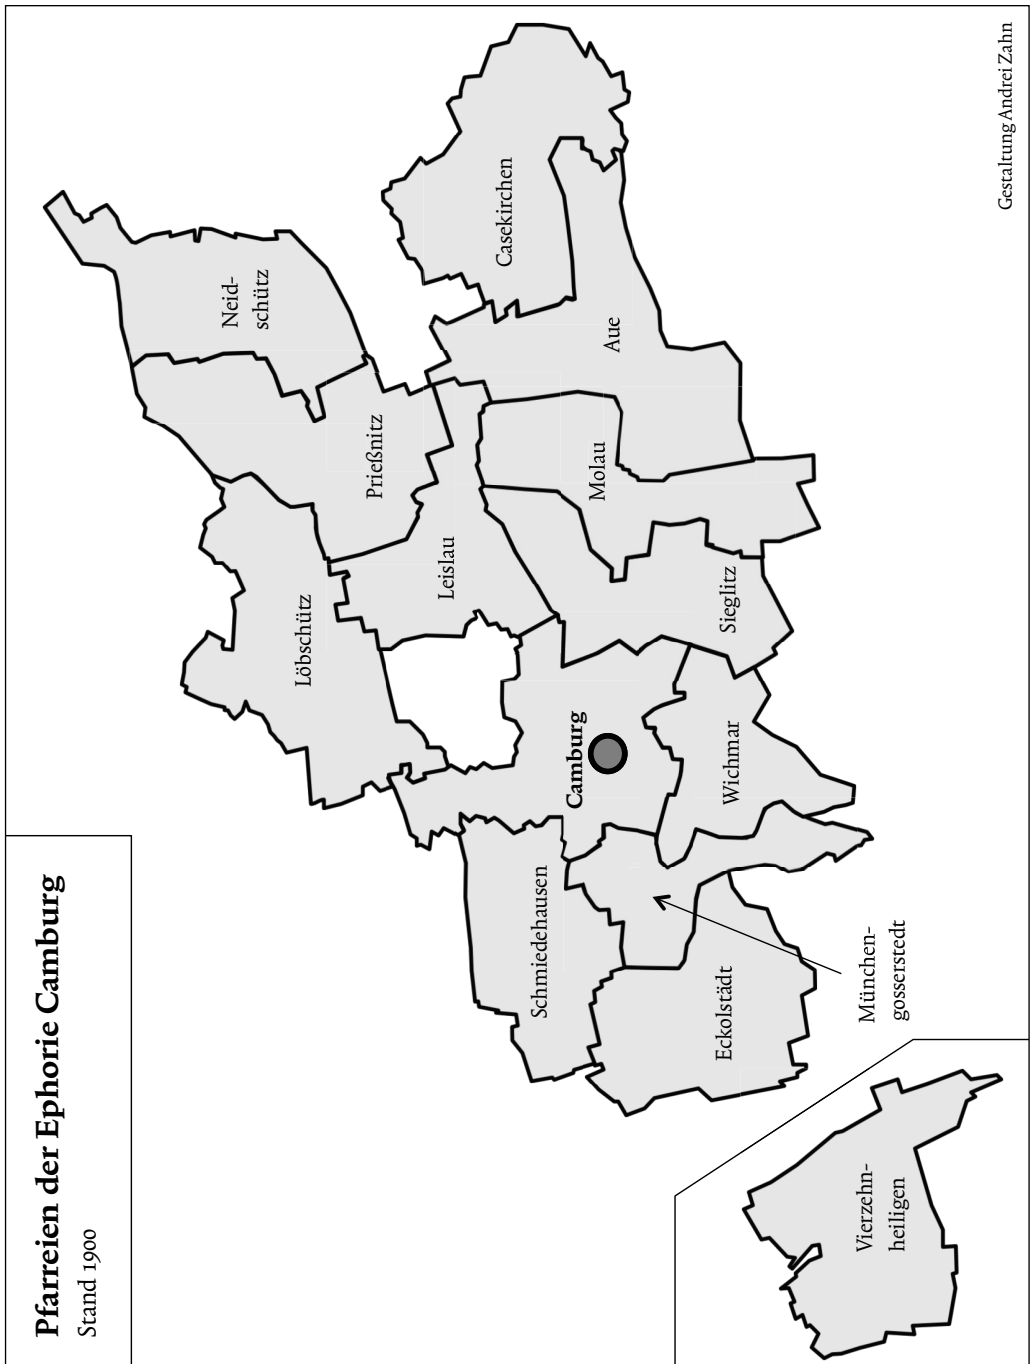 Pfarreien der Ephorie Camburg
Stand 1900
Neid-
schütz
Prießnitz
Löbschütz
Leislau
Casekirchen
Aue
Molau
Sieglitz
Camburg
Wichmar
Schmiedehausen
Eckolstädt
München-
gosserstedt
Vierzehn-
heiligen
Gestaltung Andrei Zahn